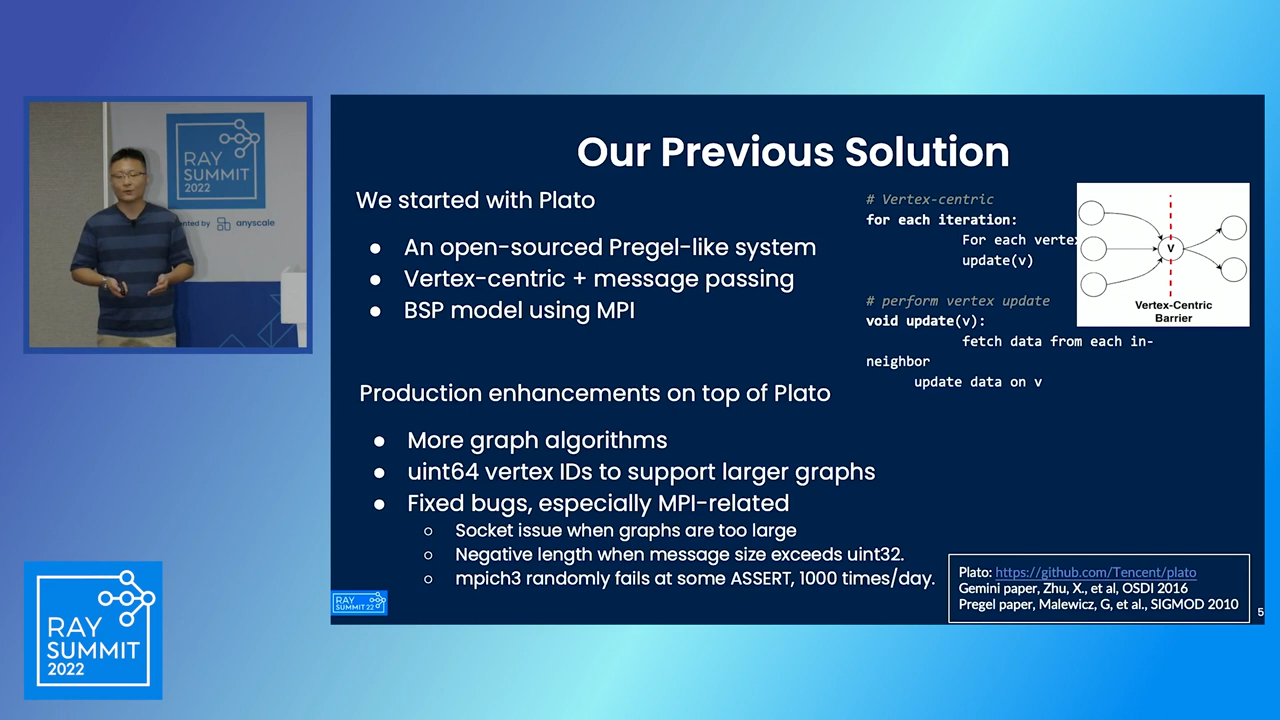 RAY
SUMMIT
2022
anyscale
Our Previous Solution
We started with Plato
● An open-sourced Pregel-like system
● Vertex-centric + message passing
● BSP model using MPI
Production enhancements on top of Plato
● More graph algorithms
● uint64 vertex IDs to support larger graphs
● Fixed bugs, especially MPI-related
○ Socket issue when graphs are too large
○ Negative length when message size exceeds uint32.
○ mpich3 randomly fails at some ASSERT, 1000 times/day.
# Vertex-centric
for each iteration:
For each
update(v)
# perform vertex update
void update(v):
fetch data from each in-
neighbor
update data on v
V
Vertex-Centric
Barrier
Plato: https://github.com/Tencent/plato
Gemini paper, Zhu, X., et al, OSDI 2016
Pregel paper, Malewicz, G, et al., SIGMOD 2010
5
RAY
SUMMIT 22
RAY
SUMMIT
2022